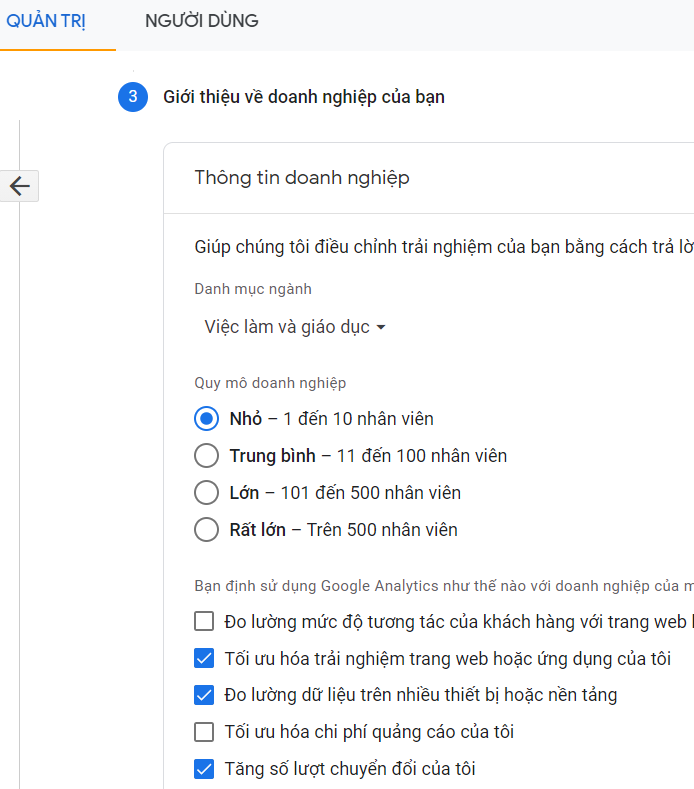 QUẢN TRỊ NGƯỜI DÙNG
3 Giới thiệu về doanh nghiệp của bạn
Thông tin doanh nghiệp
Giúp chúng tôi điều chỉnh trải nghiệm của bạn bằng cách trả
Danh mục ngành
Việc làm và giáo dục
Quy mô doanh nghiệp
Nhỏ – 1 đến 10 nhân viên
Trung bình – 11 đến 100 nhân viên
Lớn – 101 đến 500 nhân viên
Rất lớn – Trên 500 nhân viên
Bạn định sử dụng Google Analytics như thế nào với doanh nghiệp của
Đo lường mức độ tương tác của khách hàng với trang web
Tối ưu hóa trải nghiệm trang web hoặc ứng dụng của tôi
Đo lường dữ liệu trên nhiều thiết bị hoặc nền tảng
Tối ưu hóa chi phí quảng cáo của tôi
Tăng số lượt chuyển đổi của tôi